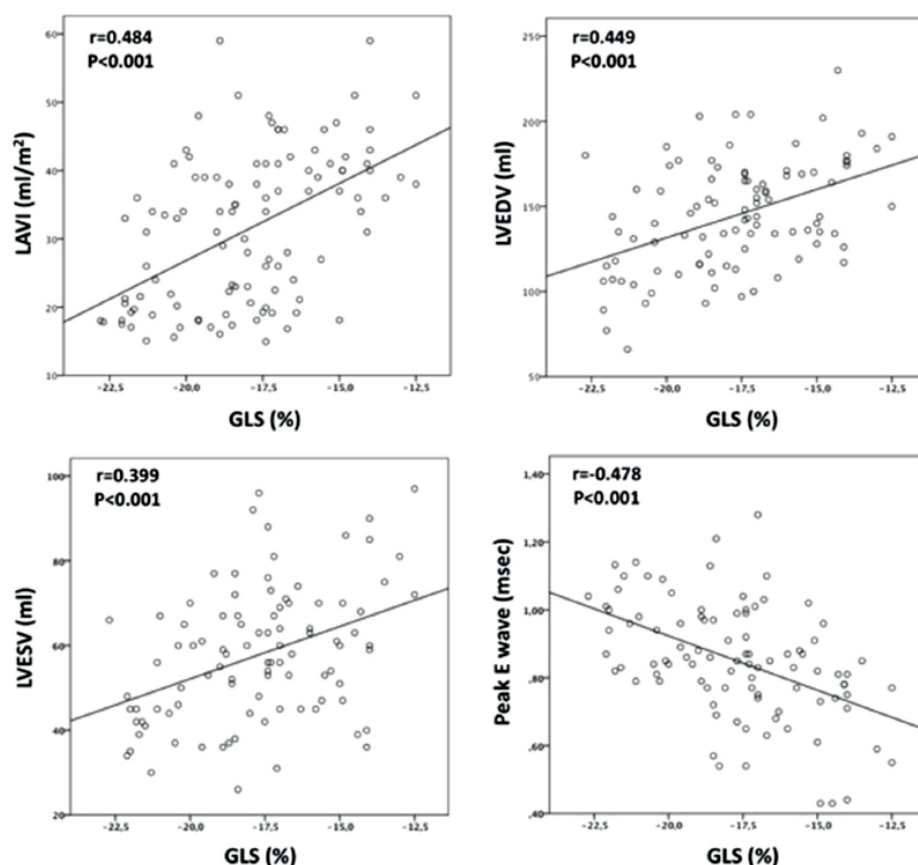 r=0.484
P<0.001
60
50
40
30
20
10
LAVI (ml/m²)
-22,5 -20,0 -17,5 -15,0 -12,5
GLS (%)
r=0.449
P<0.001
250
200
150
100
50
LVEDV (ml)
-22,5 -20,0 -17,5 -15,0 -12,5
GLS (%)
r=0.399
P<0.001
100
80
60
40
20
LVESV (ml)
-22,5 -20,0 -17,5 -15,0 -12,5
GLS (%)
r=-0.478
P<0.001
1,40
1,20
1,00
,80
,60
,40
Peak E wave (msec)
-22,5 -20,0 -17,5 -15,0 -12,5
GLS (%)